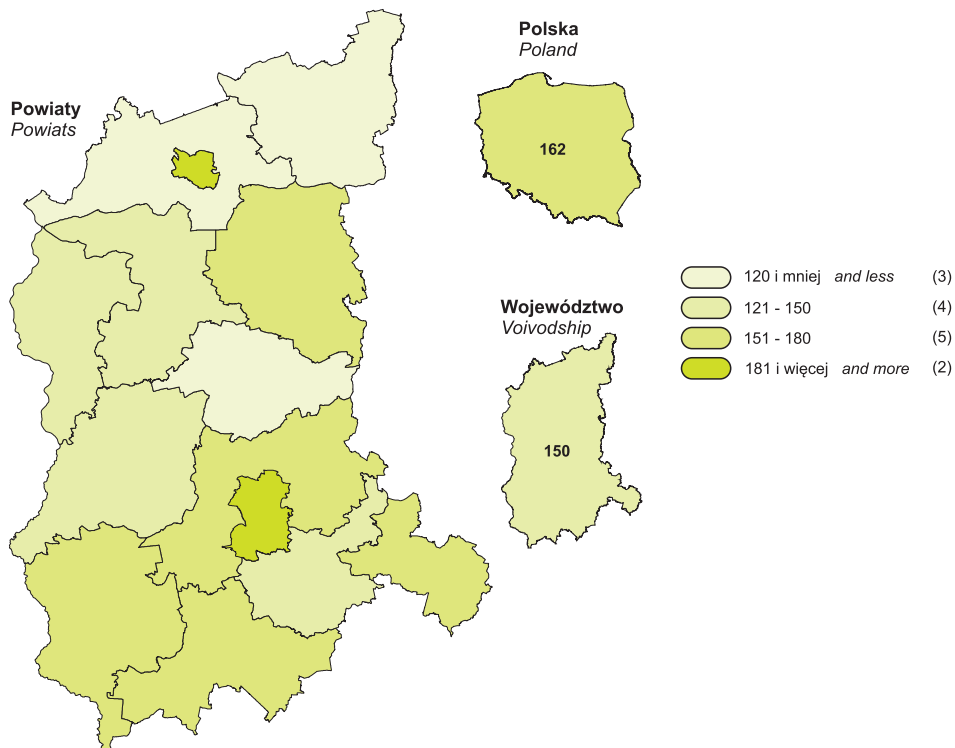 Polska
Poland
Powiaty
Powiats
162
120 i mniej and less (3)
Województwo
Voivodship
121 - 150 (4)
151 - 180 (5)
181 i więcej and more (2)
150